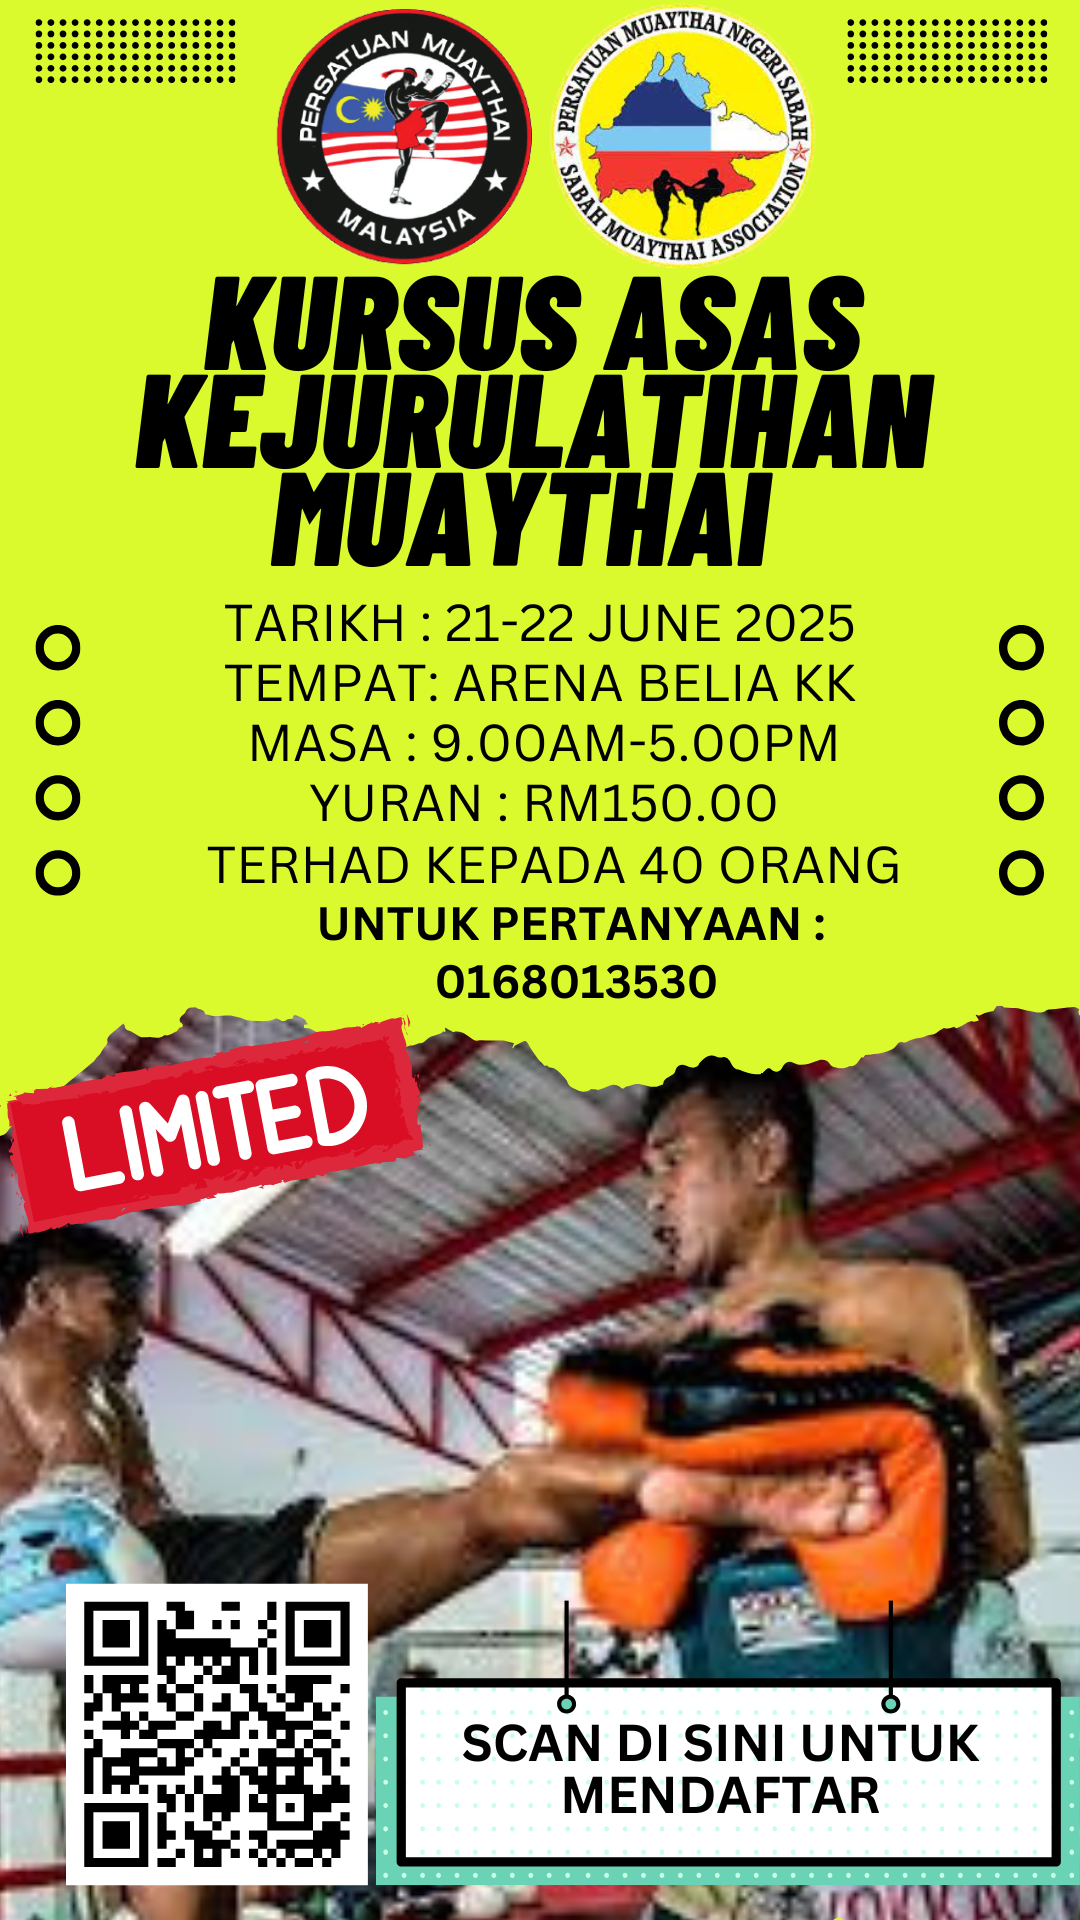 PERSATUAN MUAYTHAI
MALAYSIA
PERSATUAN MUAYTHAI NEGERI SABAH
SABAH MUAYTHAI ASSOCIATION
KURSUS ASAS
KEJURULATIHAN
MUAYTHAI
TARIKH : 21-22 JUNE 2025
TEMPAT: ARENA BELIA KK
MASA : 9.00AM-5.00PM
YURAN : RM150.00
TERHAD KEPADA 40 ORANG
UNTUK PERTANYAAN :
0168013530
LIMITED
SCAN DI SINI UNTUK
MENDAFTAR